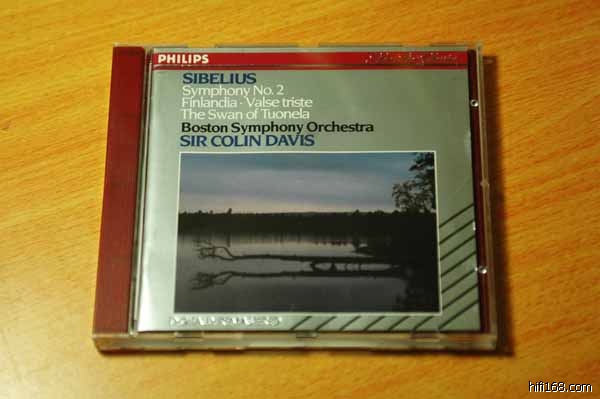 PHILIPS
SIBELIUS
Symphony No. 2
Finlandia · Valse triste
The Swan of Tuonela
Boston Symphony Orchestra
SIR COLIN DAVIS
hifi168.com